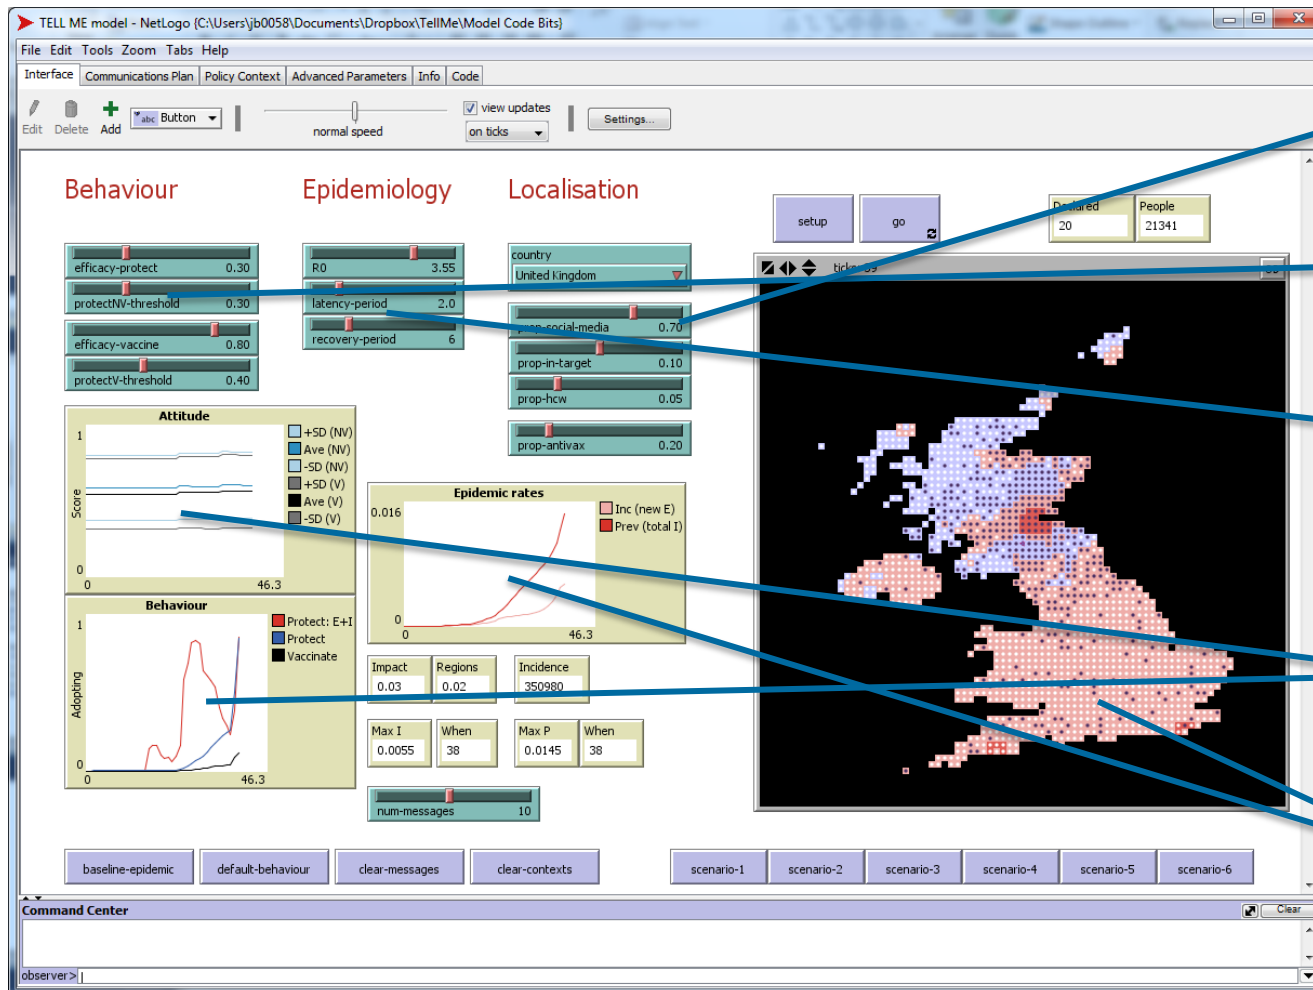 TELL ME model - NetLogo {C:\Users\jb0058\Documents\Dropbox\TellMe\Model Code Bits}
File Edit Tools Zoom Tabs Help
Interface Communications Plan Policy Context Advanced Parameters Info Code
Edit Delete Add abc Button normal speed view updates on ticks Settings...
Behaviour Epidemiology Localisation
setup go
Declared 20
People 21341
efficacy-protect 0.30
protectNV-threshold 0.30
efficacy-vaccine 0.80
protectV-threshold 0.40
R0 3.55
latency-period 2.0
recovery-period 6
country
United Kingdom
prop-social-media 0.70
prop-in-target 0.10
prop-hcw 0.05
prop-antivax 0.20
Attitude
1
Score
0
0 46.3
+SD (NV)
Ave (NV)
-SD (NV)
+SD (V)
Ave (V)
-SD (V)
Epidemic rates
0.016
0
0 46.3
Inc (new E)
Prev (total I)
Behaviour
1
Adopting
0
0 46.3
Protect: E+I
Protect
Vaccinate
Impact 0.03
Regions 0.02
Incidence 350980
Max I 0.0055
When 38
Max P 0.0145
When 38
num-messages 10
baseline-epidemic default-behaviour clear-messages clear-contexts
scenario-1 scenario-2 scenario-3 scenario-4 scenario-5 scenario-6
Command Center Clear
observer>